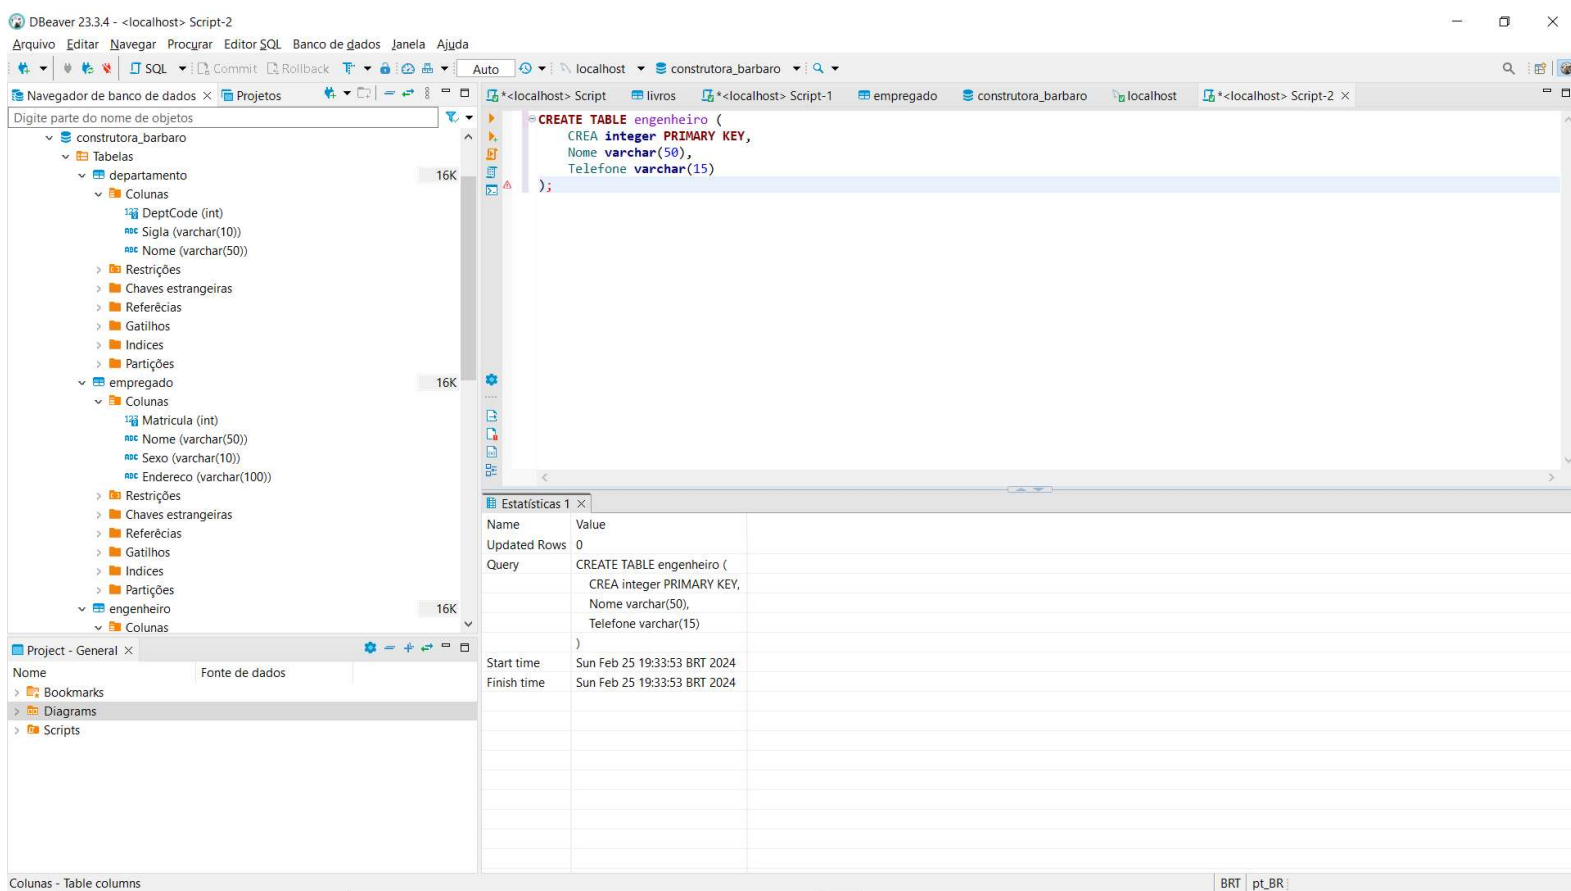 DBeaver 23.3.4 - <localhost> Script-2
Arquivo Editar Navegar Procurar Editor SQL Banco de dados Janela Ajuda
SQL Commit Rollback T Auto localhost construtora_barbaro
Navegador de banco de dados Projetos
*<localhost> Script livros *<localhost> Script-1 empregado construtora_barbaro localhost *<localhost> Script-2
Digite parte do nome de objetos
construtora_barbaro
Tabelas
departamento 16K
Colunas
123 DeptCode (int)
ABC Sigla (varchar(10))
ABC Nome (varchar(50))
Restrições
Chaves estrangeiras
Referêcias
Gatilhos
Indices
Partições
empregado 16K
Colunas
123 Matricula (int)
ABC Nome (varchar(50))
ABC Sexo (varchar(10))
ABC Endereco (varchar(100))
Restrições
Chaves estrangeiras
Referêcias
Gatilhos
Indices
Partições
engenheiro 16K
Colunas
CREATE TABLE engenheiro (
CREA integer PRIMARY KEY,
Nome varchar(50),
Telefone varchar(15)
);
Estatísticas 1
Name Value
Updated Rows 0
Query CREATE TABLE engenheiro (
CREA integer PRIMARY KEY,
Nome varchar(50),
Telefone varchar(15)
)
Start time Sun Feb 25 19:33:53 BRT 2024
Finish time Sun Feb 25 19:33:53 BRT 2024
Project - General
Nome Fonte de dados
Bookmarks
Diagrams
Scripts
Colunas - Table columns BRT pt_BR